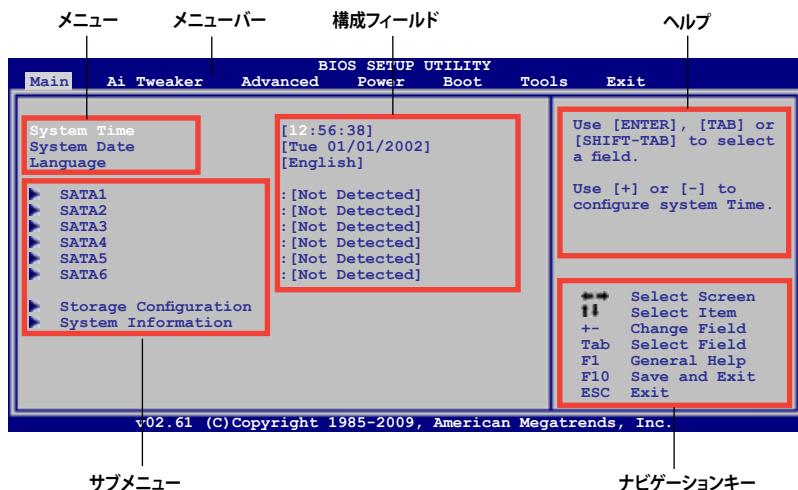 メニュー メニューバー 構成フィールド ヘルプ
BIOS SETUP UTILITY
Main Ai Tweaker Advanced Power Boot Tools Exit
System Time [12:56:38]
System Date [Tue 01/01/2002]
Language [English]
SATA1 :[Not Detected]
SATA2 :[Not Detected]
SATA3 :[Not Detected]
SATA4 :[Not Detected]
SATA5 :[Not Detected]
SATA6 :[Not Detected]
Storage Configuration
System Information
Use [ENTER], [TAB] or
[SHIFT-TAB] to select
a field.
Use [+] or [-] to
configure system Time.
←→ Select Screen
↑↓ Select Item
+- Change Field
Tab Select Field
F1 General Help
F10 Save and Exit
ESC Exit
v02.61 (C)Copyright 1985-2009, American Megatrends, Inc.
サブメニュー ナビゲーションキー